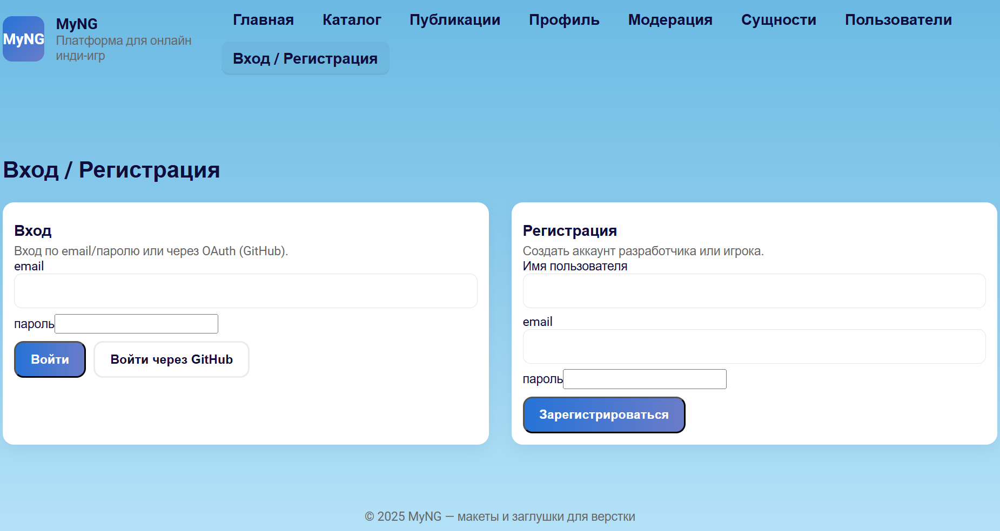 MyNG
MyNG
Платформа для онлайн
инди-игр
Главная Каталог Публикации Профиль Модерация Сущности Пользователи
Вход / Регистрация
Вход / Регистрация
Вход
Вход по email/паролю или через OAuth (GitHub).
email
пароль
Войти Войти через GitHub
Регистрация
Создать аккаунт разработчика или игрока.
Имя пользователя
email
пароль
Зарегистрироваться
© 2025 MyNG — макеты и заглушки для верстки